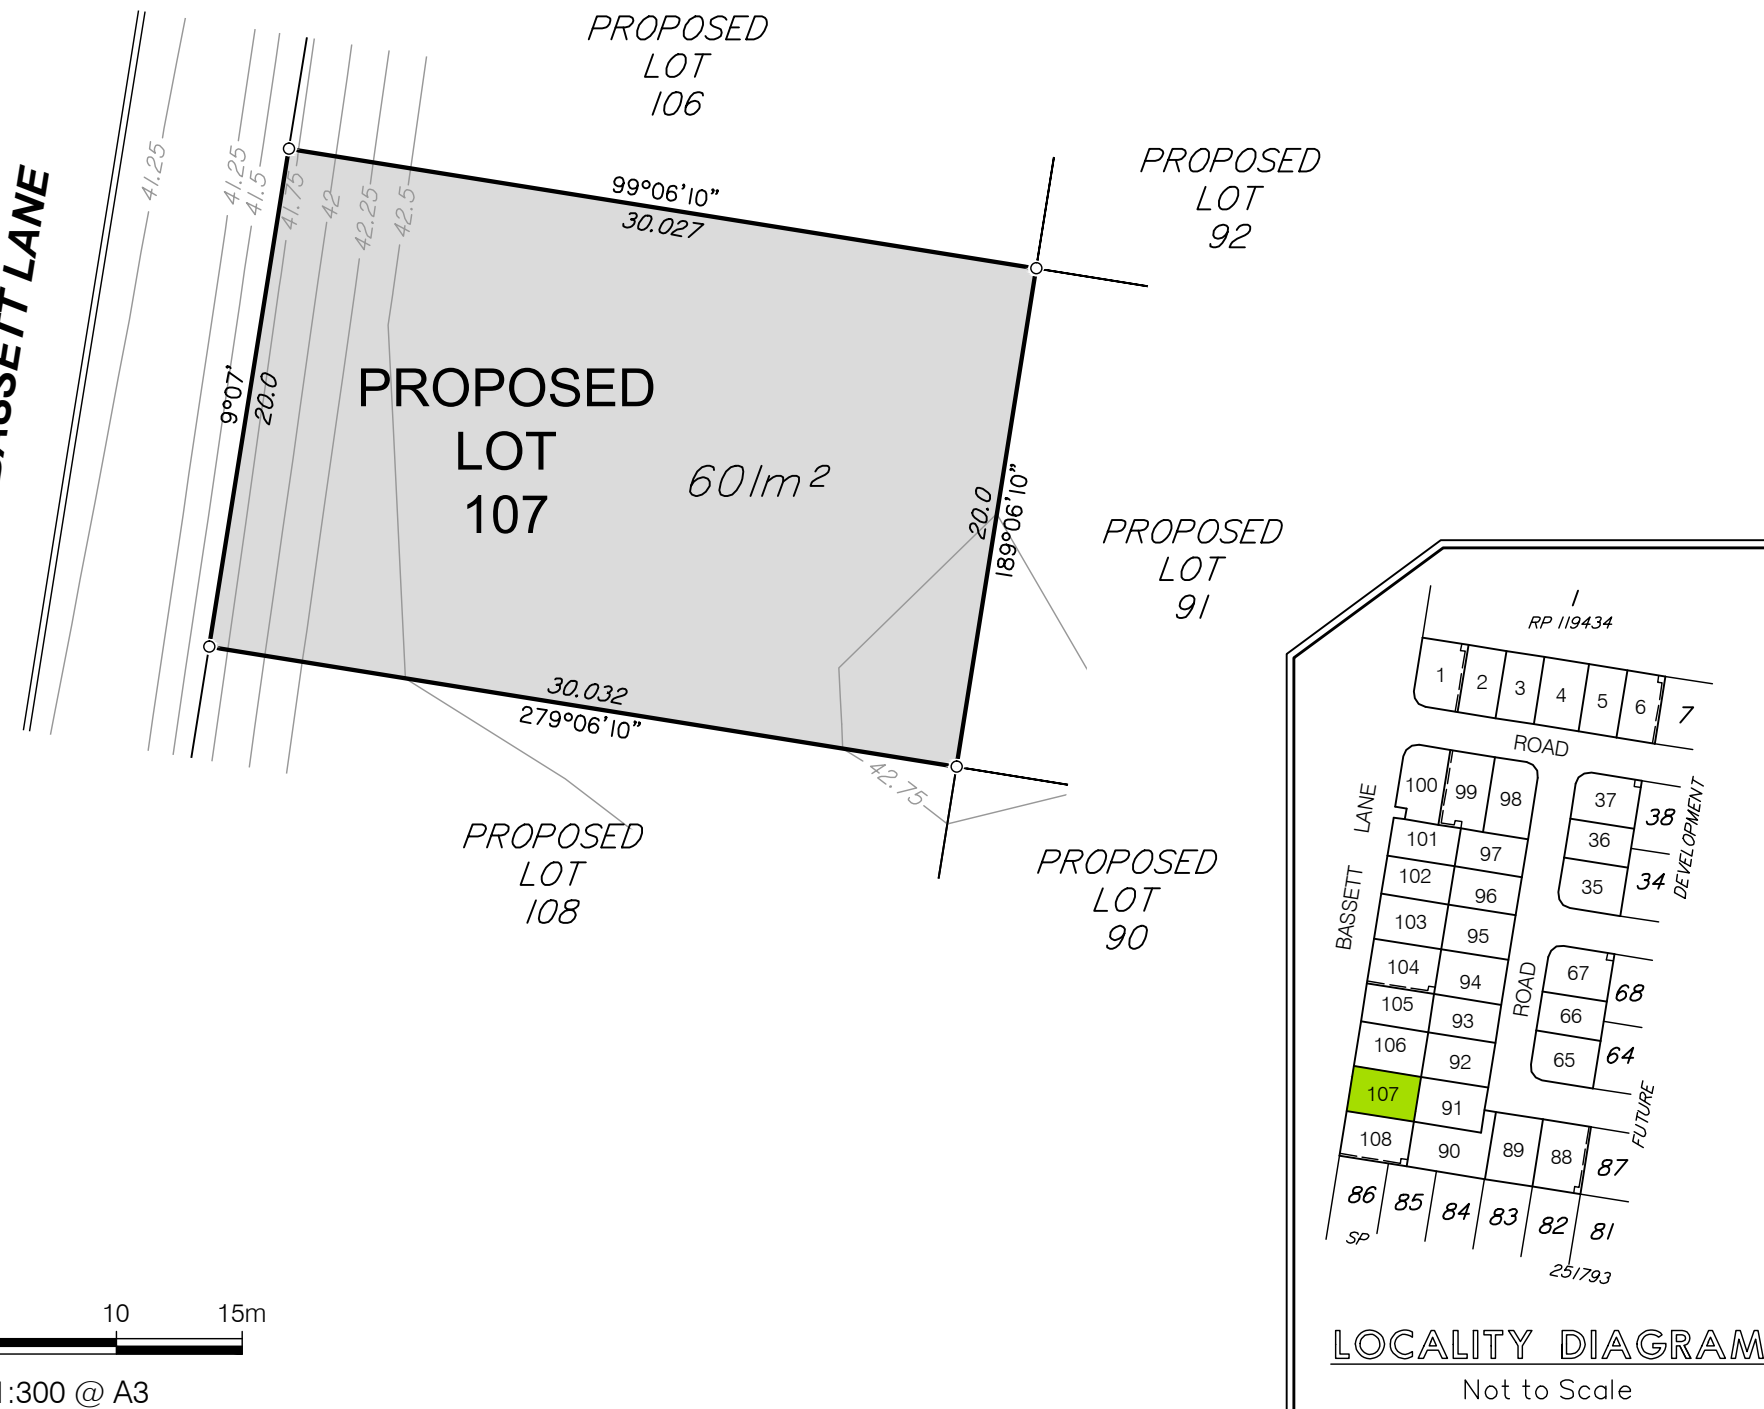 PROPOSED
LOT
106
PROPOSED
LOT
92
BASSETT LANE
41.25
41.25
41.5
41.75
42
42.25
42.5
99°06'10"
30.027
9°07'
20.0
PROPOSED
LOT
107
601m²
20.0
189°06'10"
PROPOSED
LOT
91
30.032
279°06'10"
42.75
PROPOSED
LOT
108
PROPOSED
LOT
90
10 15m
1:300 @ A3
1
RP 119434
1 2 3 4 5 6 7
ROAD
100 99 98
37 38
101 97
36
102 96
35 34
103 95
104 94
67 68
105 93
66
106 92
65 64
107 91
108 90 89 88 87
86 85 84 83 82 81
SP 251793
BASSETT LANE
ROAD
FUTURE DEVELOPMENT
LOCALITY DIAGRAM
Not to Scale